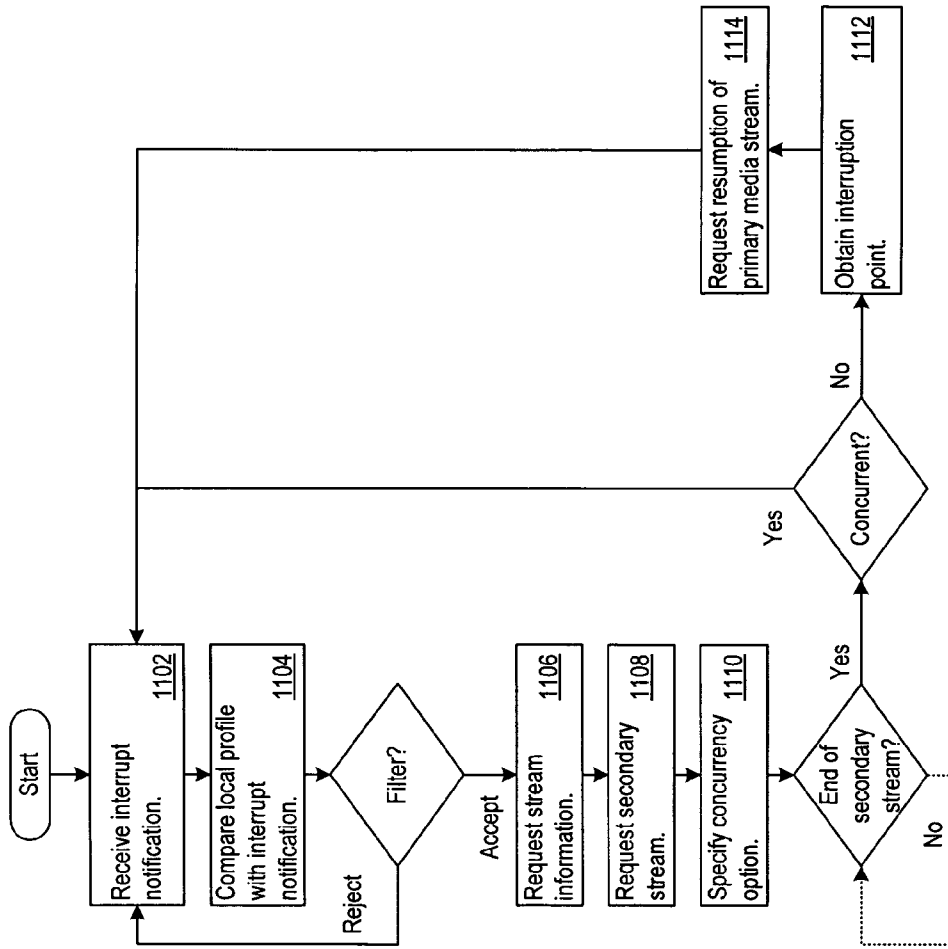 Start
Receive interrupt
notification.
1102
Compare local profile
with interrupt
notification.
1104
Filter?
Reject
Accept
Request stream
information.
1106
Request secondary
stream.
1108
Specify concurrency
option.
1110
End of
secondary
stream?
No
Yes
Concurrent?
Yes
No
Obtain interruption
point.
1112
Request resumption of
primary media stream.
1114